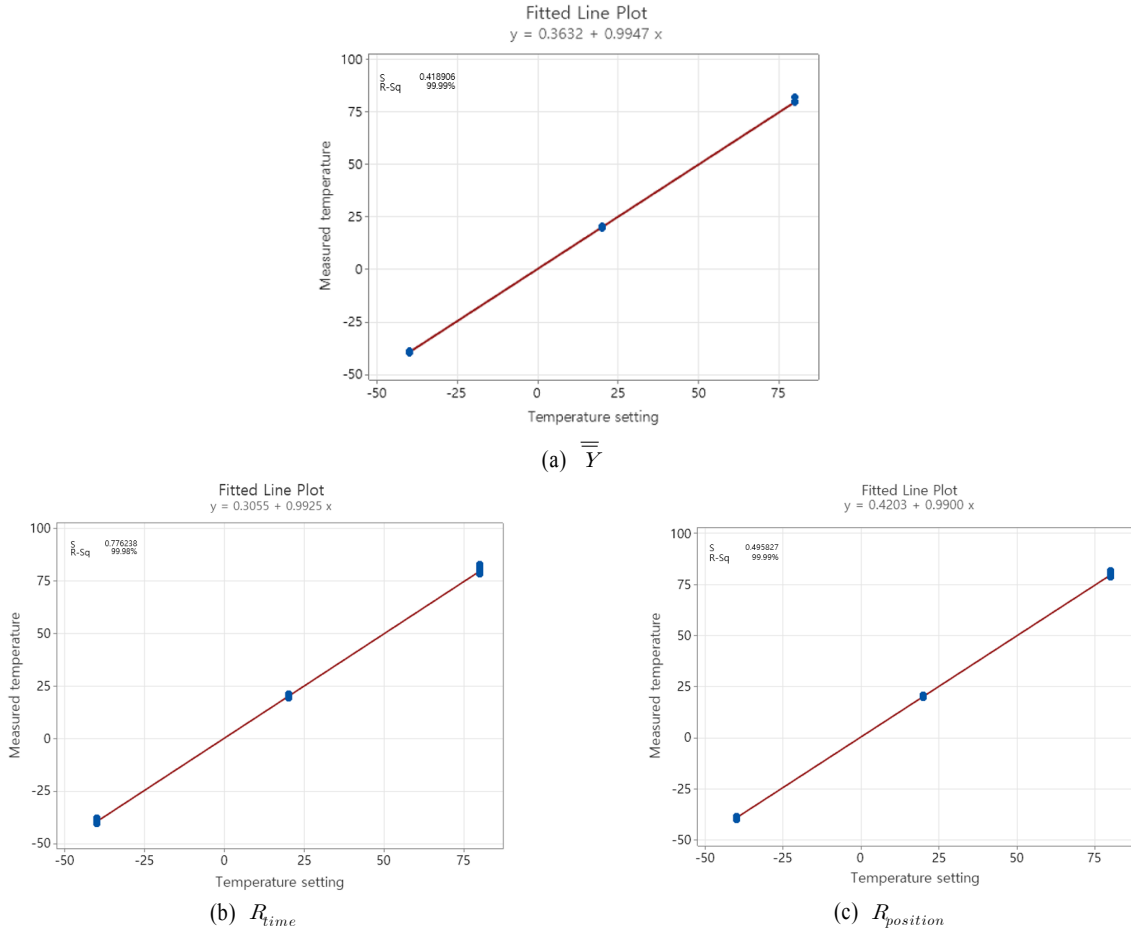 Fitted Line Plot
y = 0.3632 + 0.9947 x
S 0.418906
R-Sq 99.99%
100
75
50
25
0
-25
-50
Measured temperature
-50 -25 0 25 50 75
Temperature setting
(a) Y
Fitted Line Plot
y = 0.3055 + 0.9925 x
S 0.776238
R-Sq 99.98%
100
75
50
25
0
-25
-50
Measured temperature
-50 -25 0 25 50 75
Temperature setting
(b) R_time
Fitted Line Plot
y = 0.4203 + 0.9900 x
S 0.495827
R-Sq 99.99%
100
75
50
25
0
-25
-50
Measured temperature
-50 -25 0 25 50 75
Temperature setting
(c) R_position